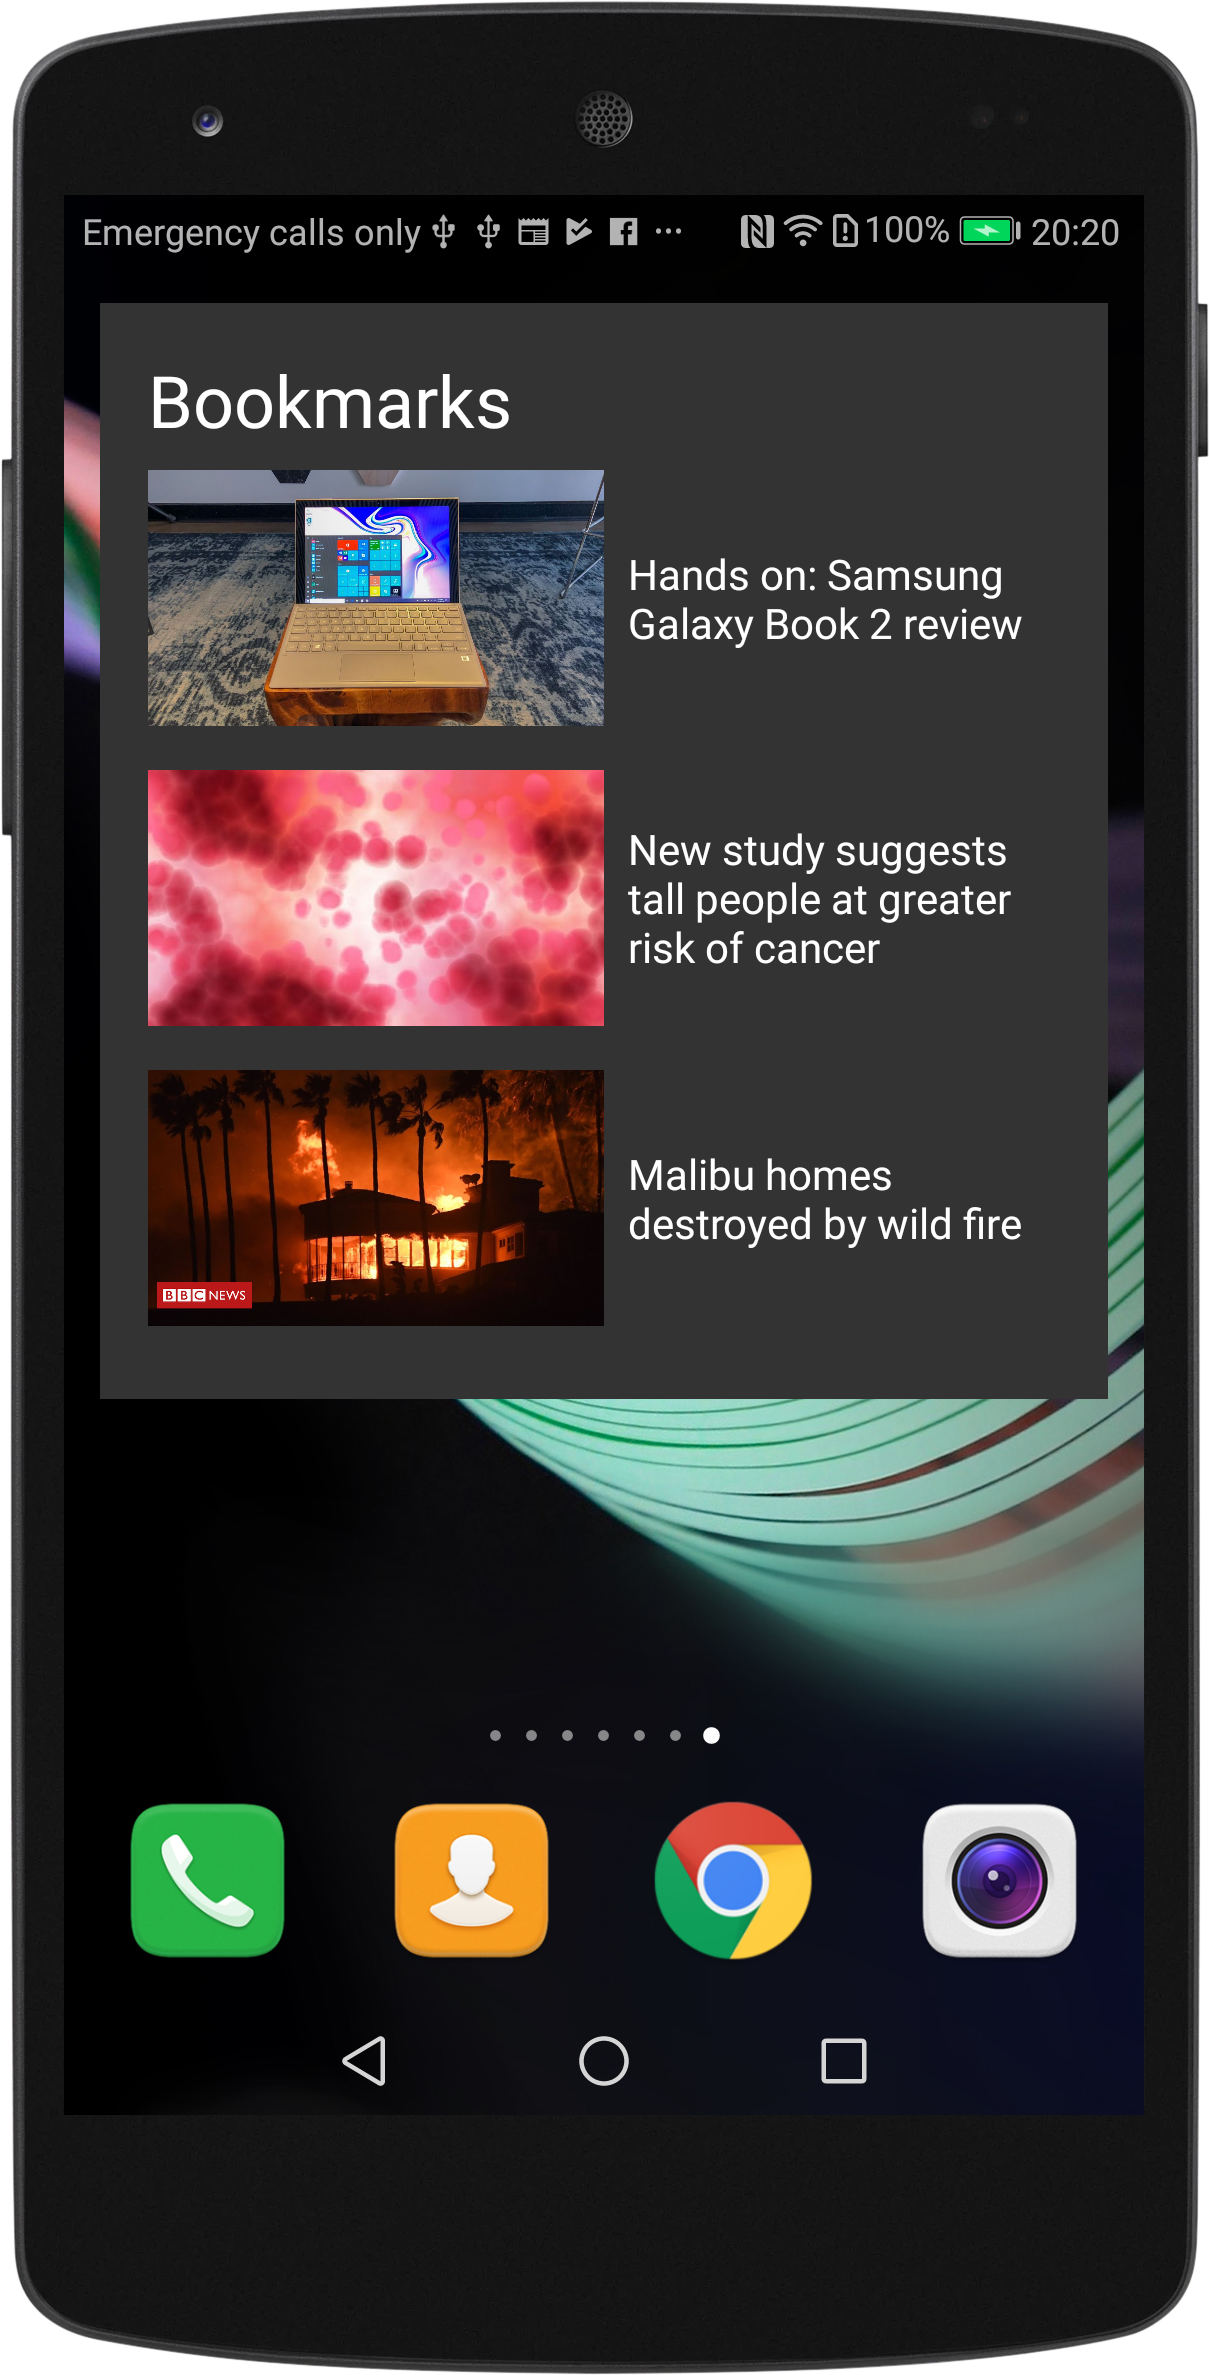 Emergency calls only 100% 20:20
Bookmarks
Hands on: Samsung
Galaxy Book 2 review
New study suggests
tall people at greater
risk of cancer
Malibu homes
destroyed by wild fire
BBC NEWS